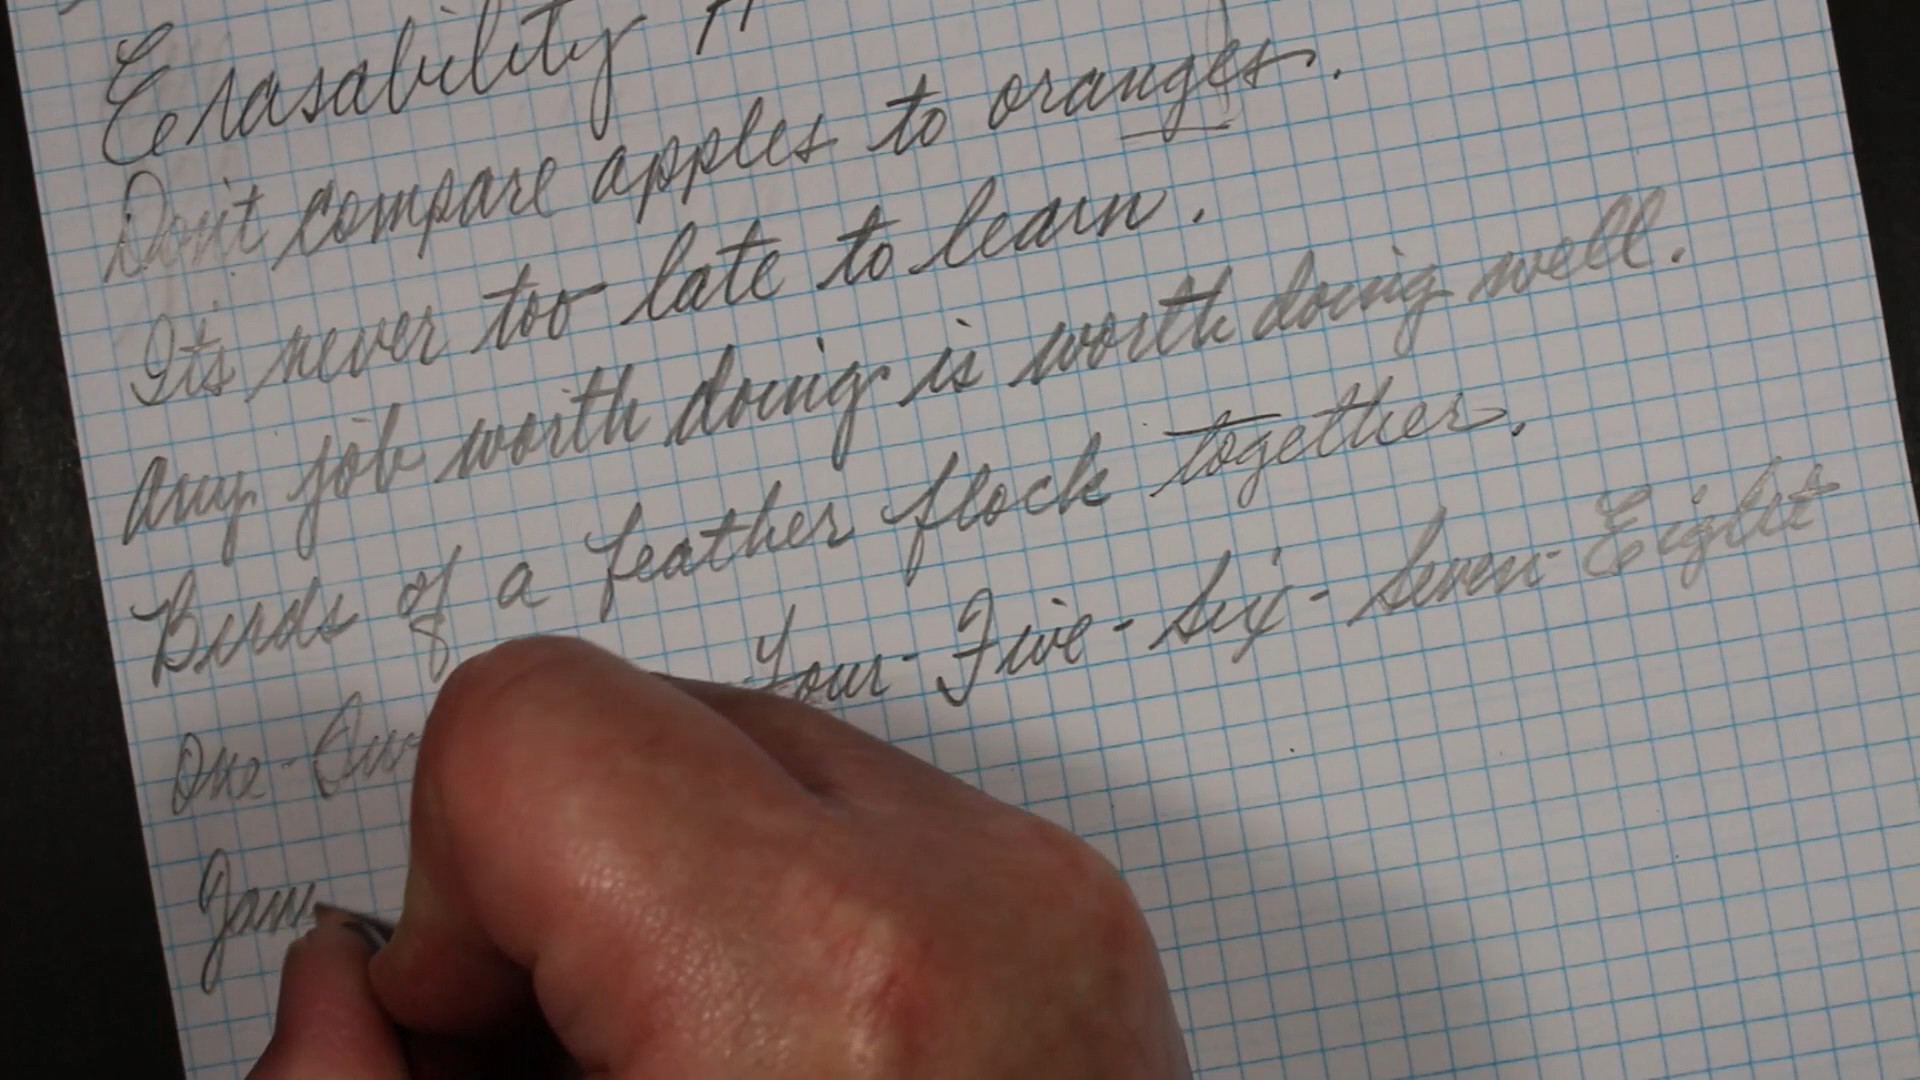 Erasability
Don't compare apples to oranges.
It's never too late to learn.
Any job worth doing is worth doing well.
Birds of a feather flock together.
One - Four - Five - Six - Seven - Eight